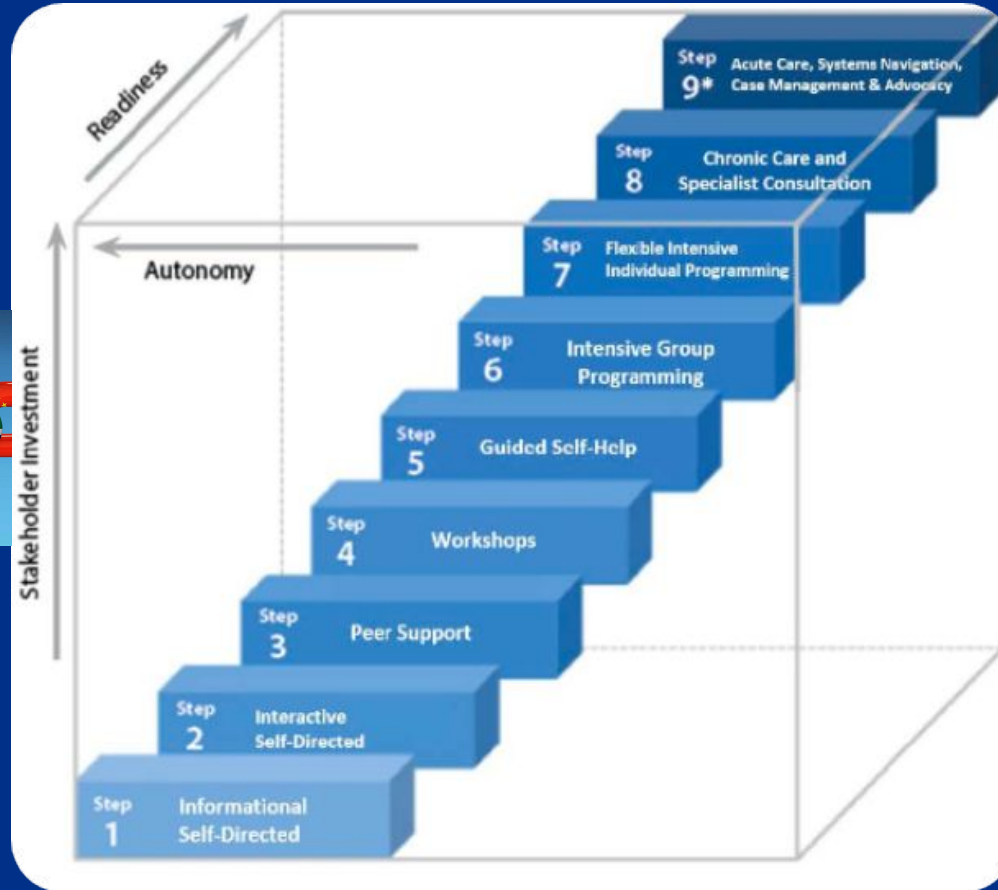 Readiness
Autonomy
Stakeholder Investment
Step
9*
Acute Care, Systems Navigation,
Case Management & Advocacy
Step
8
Chronic Care and
Specialist Consultation
Step
7
Flexible Intensive
Individual Programming
Step
6
Intensive Group
Programming
Step
5
Guided Self-Help
Step
4
Workshops
Step
3
Peer Support
Step
2
Interactive
Self-Directed
Step
1
Informational
Self-Directed